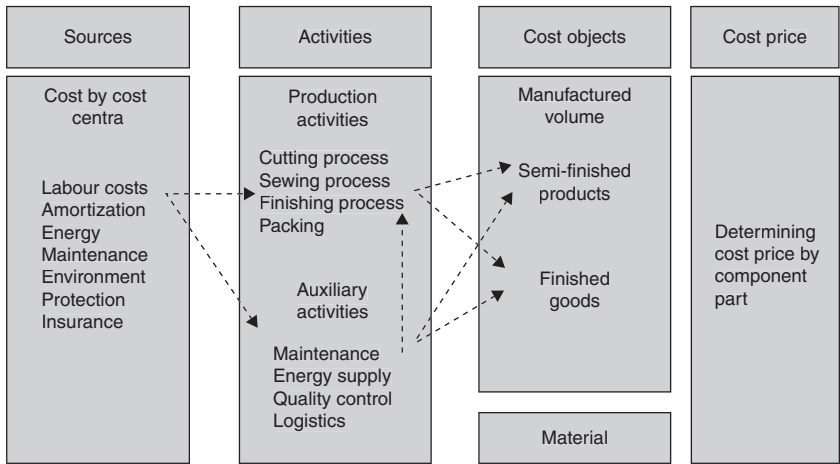 Sources
Activities
Cost objects
Cost price
Cost by cost
centra
Labour costs
Amortization
Energy
Maintenance
Environment
Protection
Insurance
Production
activities
Cutting process
Sewing process
Finishing process
Packing
Auxiliary
activities
Maintenance
Energy supply
Quality control
Logistics
Manufactured
volume
Semi-finished
products
Finished
goods
Material
Determining
cost price by
component
part